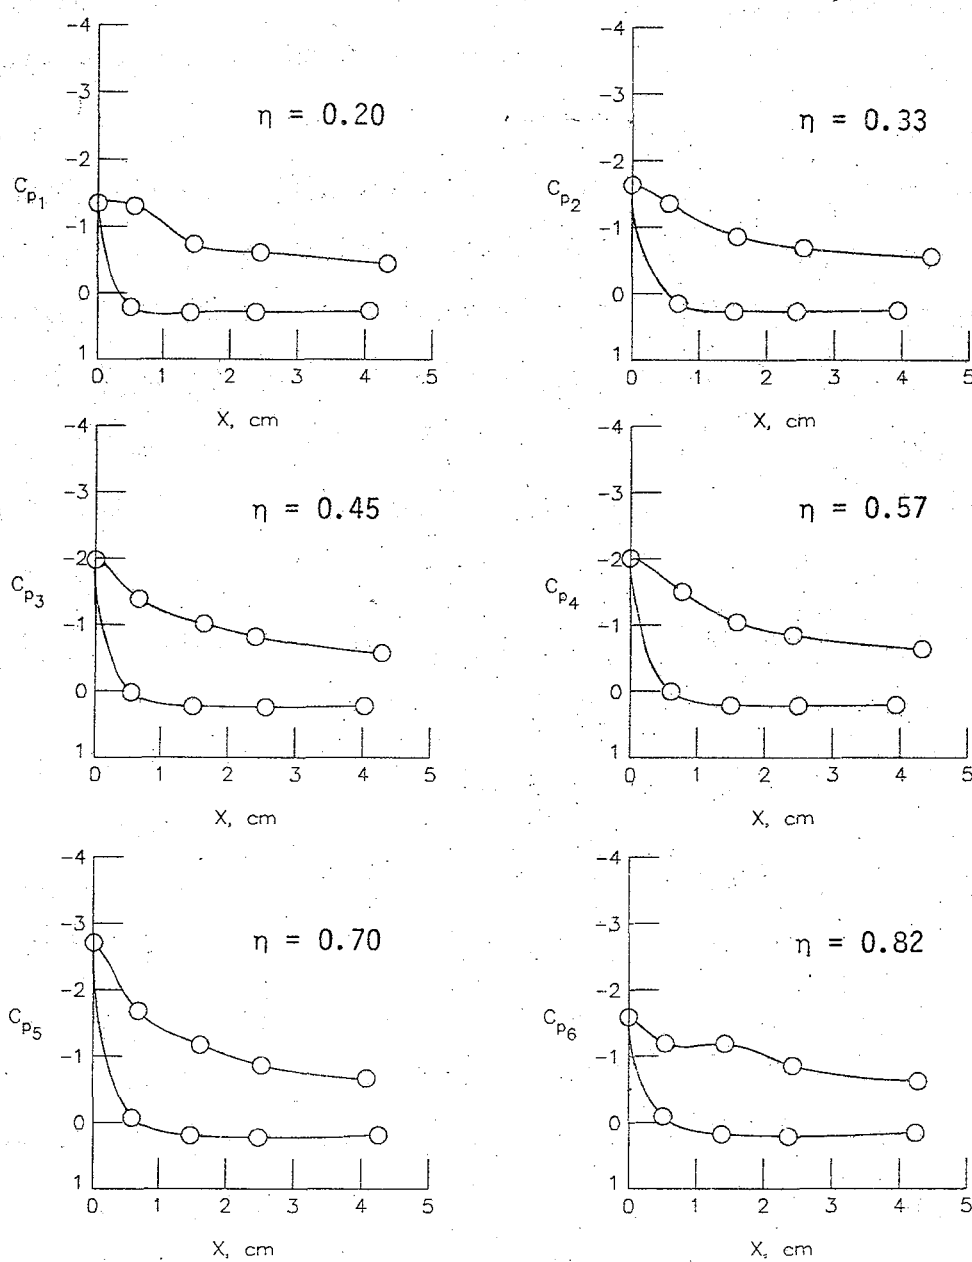 -4
-3
η = 0.20
-2
Cp1
-1
0
1
0 1 2 3 4 5
X, cm
-4
-3
η = 0.33
-2
Cp2
-1
0
1
0 1 2 3 4 5
X, cm
-4
-3
η = 0.45
-2
Cp3
-1
0
1
0 1 2 3 4 5
X, cm
-4
-3
η = 0.57
-2
Cp4
-1
0
1
0 1 2 3 4 5
X, cm
-4
-3
η = 0.70
-2
Cp5
-1
0
1
0 1 2 3 4 5
X, cm
-4
-3
η = 0.82
-2
Cp6
-1
0
1
0 1 2 3 4 5
X, cm